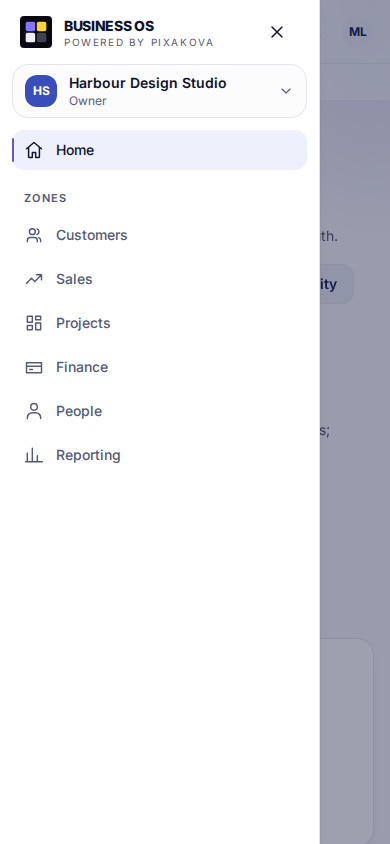 BUSINESS OS
POWERED BY PIXAKOVA
ML
HS
Harbour Design Studio
Owner
Home
ZONES
Customers
th.
Sales
ity
Projects
Finance
People
s;
Reporting